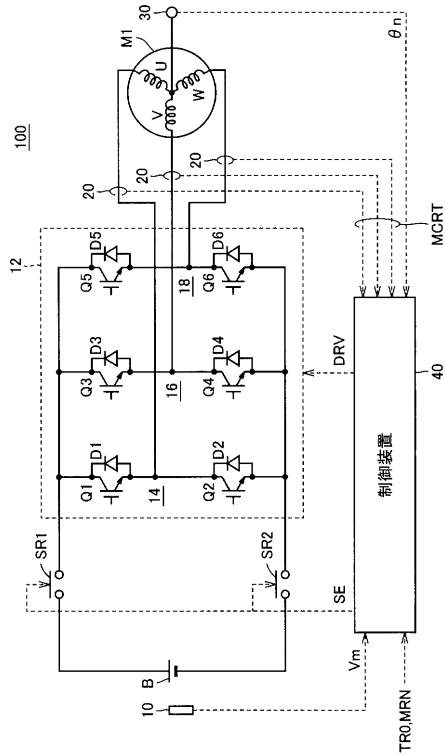 100
12
SR1
B
10
SR2
Q1
D1
14
Q2
D2
Q3
D3
16
Q4
D4
Q5
D5
18
Q6
D6
20
20
20
M1
U
V
W
30
θn
MCRT
DRV
SE
Vm
TR0,MRN
制御装置
40